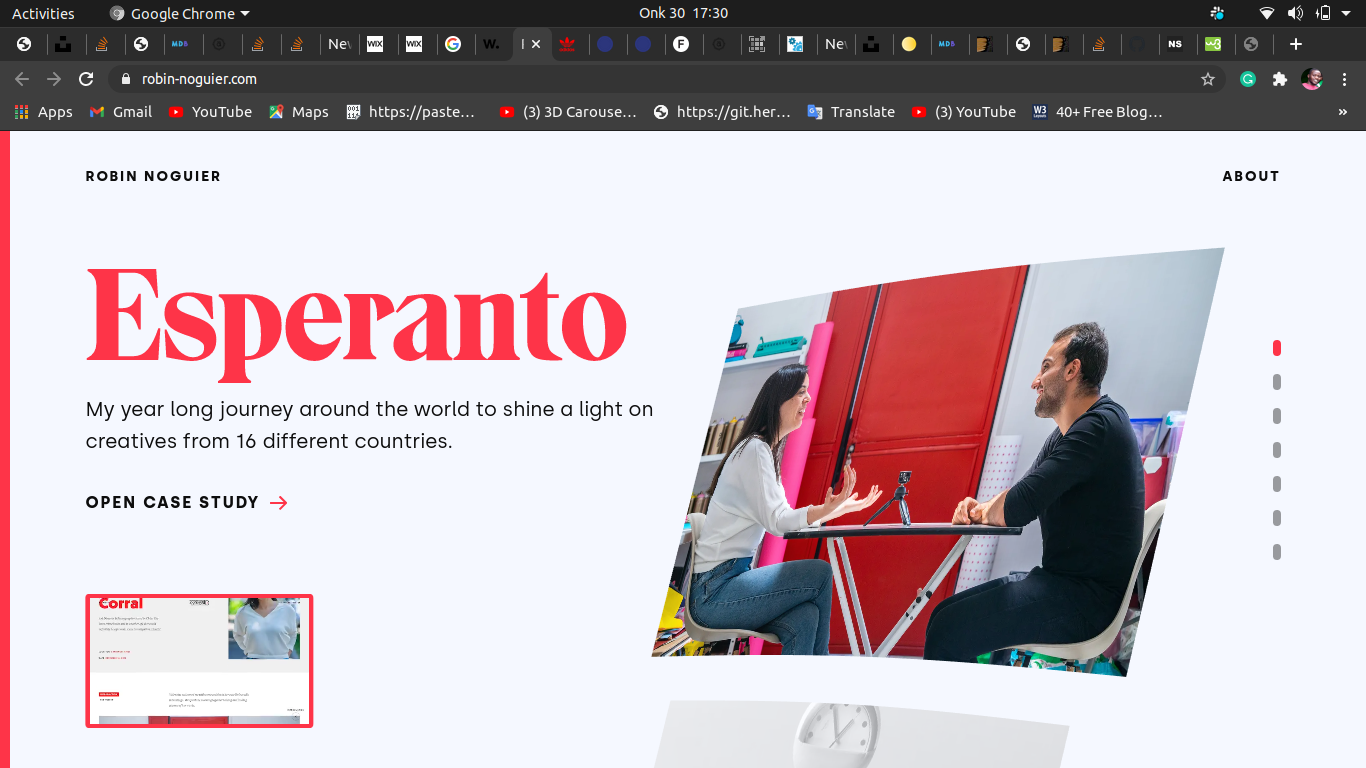 Activities
Google Chrome
Onk 30 17:30
New
WIX
WIX
W.
F
New
NS
robin-noguier.com
Apps
Gmail
YouTube
Maps
https://paste...
(3) 3D Carouse...
https://git.her...
Translate
(3) YouTube
40+ Free Blog...
ROBIN NOGUIER
ABOUT
Esperanto
My year long journey around the world to shine a light on
creatives from 16 different countries.
OPEN CASE STUDY
Corral